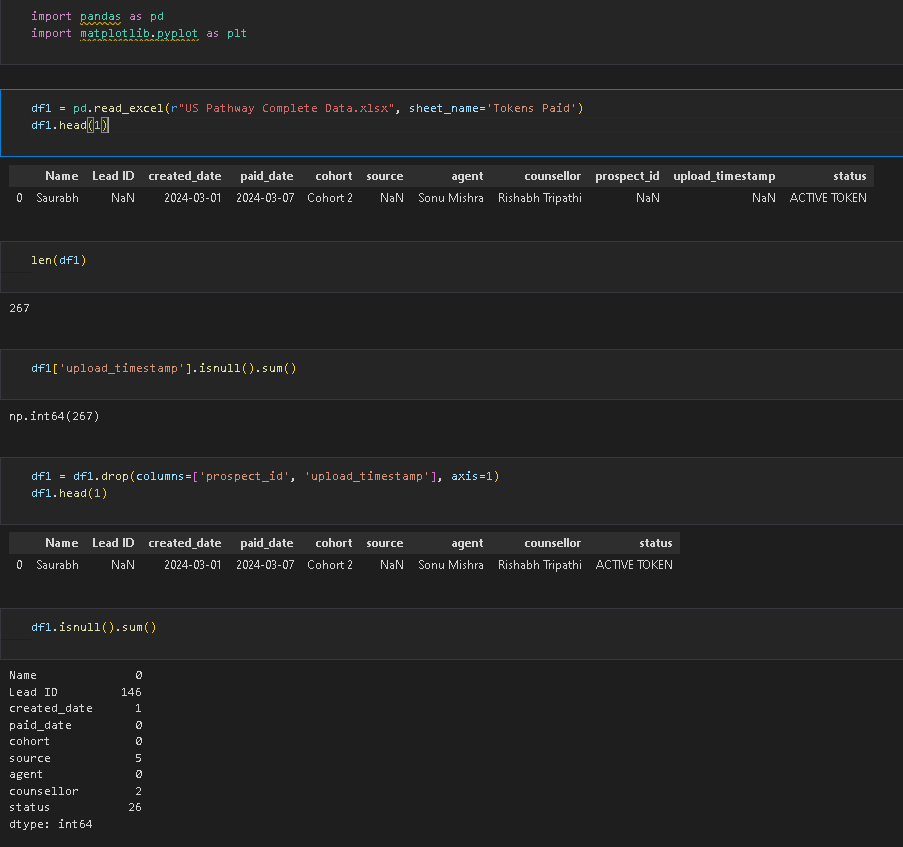 import pandas as pd
import matplotlib.pyplot as plt
df1 = pd.read_excel(r"US Pathway Complete Data.xlsx", sheet_name='Tokens Paid')
df1.head(1)
Name Lead ID created_date paid_date cohort source agent counsellor prospect_id upload_timestamp status
0 Saurabh NaN 2024-03-01 2024-03-07 Cohort 2 NaN Sonu Mishra Rishabh Tripathi NaN NaN ACTIVE TOKEN
len(df1)
267
df1['upload_timestamp'].isnull().sum()
np.int64(267)
df1 = df1.drop(columns=['prospect_id', 'upload_timestamp'], axis=1)
df1.head(1)
Name Lead ID created_date paid_date cohort source agent counsellor status
0 Saurabh NaN 2024-03-01 2024-03-07 Cohort 2 NaN Sonu Mishra Rishabh Tripathi ACTIVE TOKEN
df1.isnull().sum()
Name 0
Lead ID 146
created_date 1
paid_date 0
cohort 0
source 5
agent 0
counsellor 2
status 26
dtype: int64